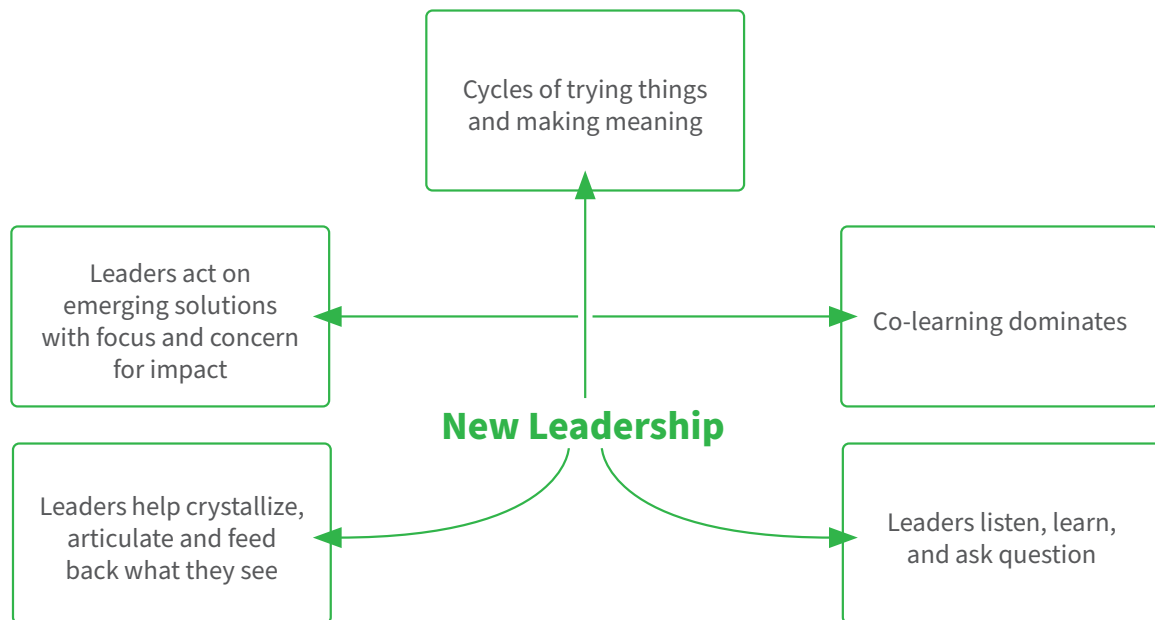 Cycles of trying things
and making meaning
Leaders act on
emerging solutions
with focus and concern
for impact
Co-learning dominates
New Leadership
Leaders help crystallize,
articulate and feed
back what they see
Leaders listen, learn,
and ask question